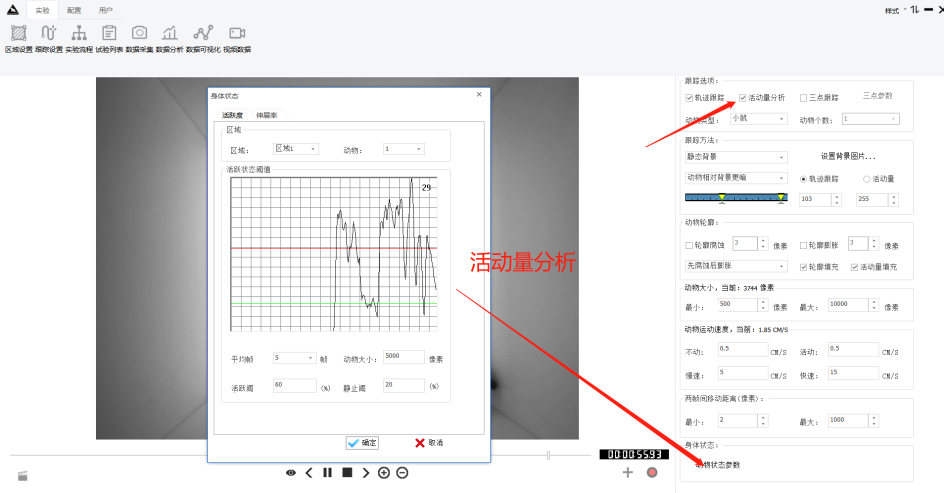 实验 配置 用户
样式
区域设置 跟踪设置 实验流程 试验列表 数据采集 数据分析 数据可视化 视频数据
身体状态
活跃度 伸展率
区域
区域: 区域1 动物: 1
活跃状态阈值
29
平均帧 5 帧 动物大小: 5000 像素
活跃阈 60 (%) 静止阈 20 (%)
确定 取消
活动量分析
跟踪选项:
轨迹跟踪 活动量分析 三点跟踪 三点参数
动物类型: 小鼠 动物个数: 1
跟踪方法:
静态背景 设置背景图片...
动物相对背景更暗 轨迹跟踪 活动量
103 255
动物轮廓:
轮廓腐蚀 3 像素 轮廓膨胀 3 像素
先腐蚀后膨胀 轮廓填充 活动量填充
动物大小, 当前: 3744 像素
最小: 500 像素 最大: 10000 像素
动物运动速度, 当前: 1.85 CM/S
不动: 0.5 CM/S 活动: 0.5 CM/S
慢速: 5 CM/S 快速: 15 CM/S
两帧间移动距离(像素):
最小: 2 最大: 1000
身体状态:
动物状态参数
00:00:55.93